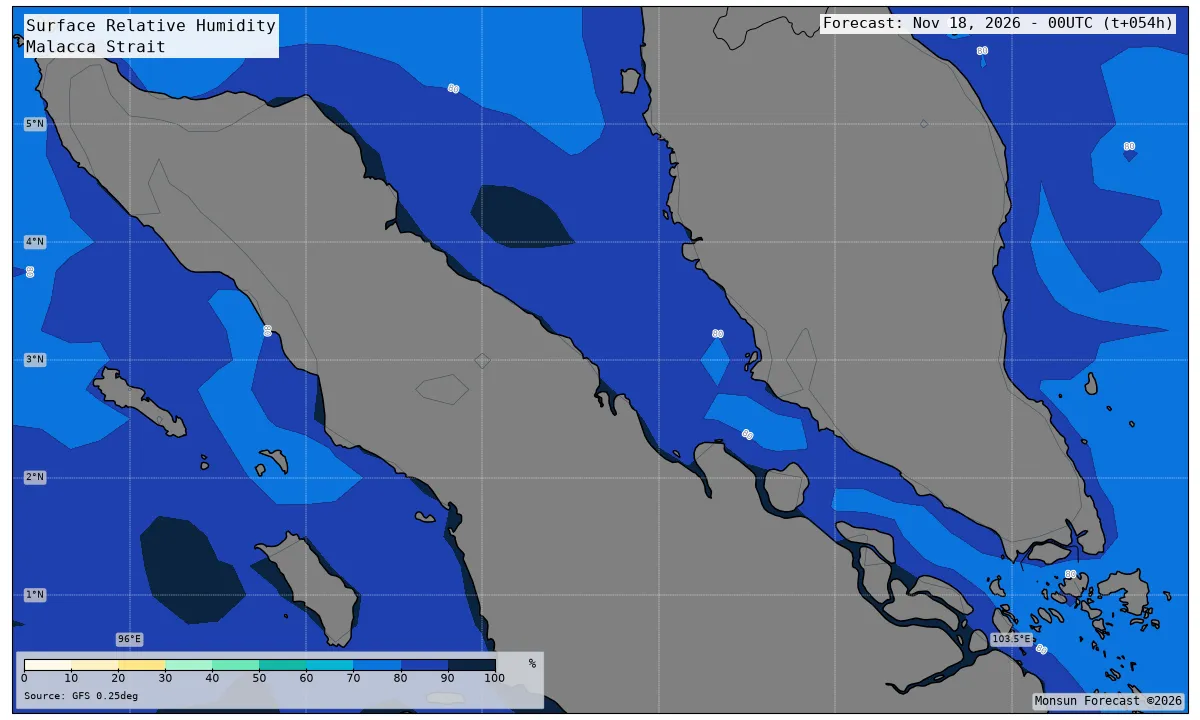 Surface Relative Humidity
Malacca Strait
Forecast: Nov 18, 2026 - 00UTC (t+054h)
80
80
5°N
80
4°N
80
80
80
3°N
80
2°N
80
1°N
96°E
103.5°E
80
%
0 10 20 30 40 50 60 70 80 90 100
Source: GFS 0.25deg
Monsun Forecast ©2026